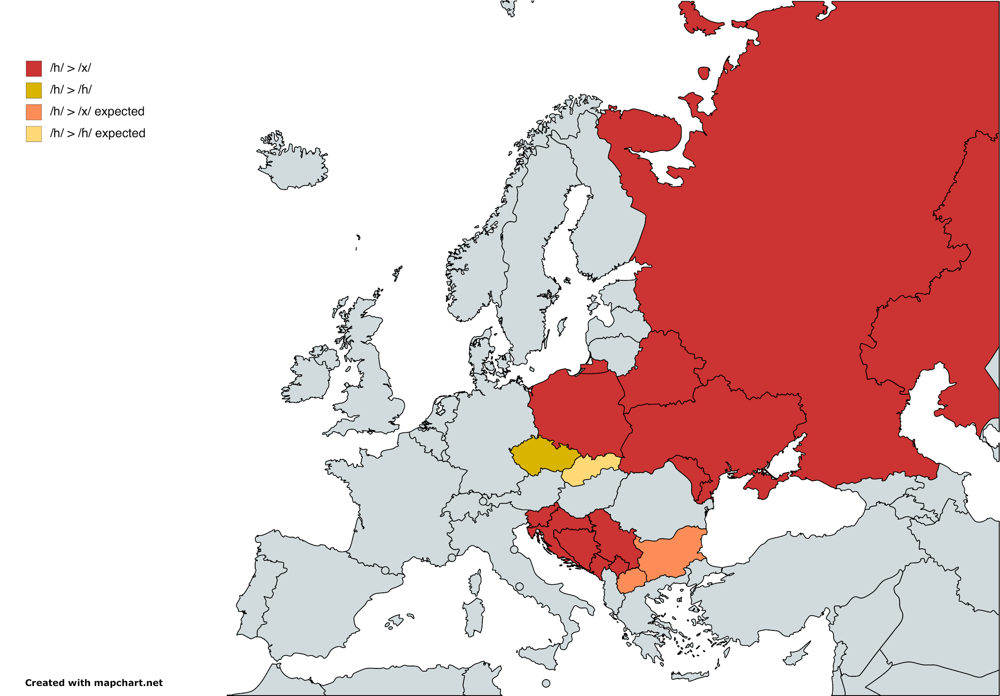 /h/ > /x/
/h/ > /ɦ/
/h/ > /x/ expected
/h/ > /ɦ/ expected
Created with mapchart.net